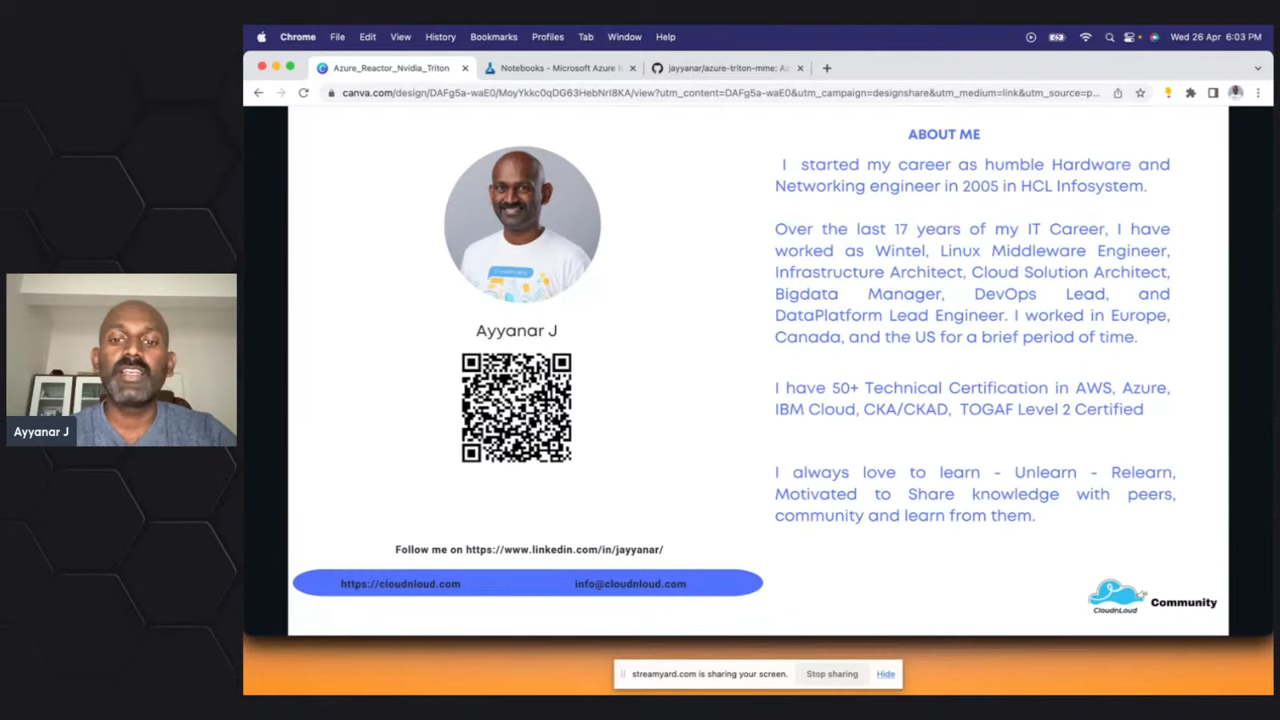 Chrome File Edit View History Bookmarks Profiles Tab Window Help
Wed 26 Apr 6:03 PM
Azure_Reactor_Nvidia_Triton
Notebooks - Microsoft Azure
jayyanar/azure-triton-mme: Az
canva.com/design/DAFg5a-waE0/MoyYkkc0qDG63HebNrI8KA/view?utm_content=DAFg5a-waE0&utm_campaign=designshare&utm_medium=link&utm_source=p...
ABOUT ME
I started my career as humble Hardware and
Networking engineer in 2005 in HCL Infosystem.
Over the last 17 years of my IT Career, I have
worked as Wintel, Linux Middleware Engineer,
Infrastructure Architect, Cloud Solution Architect,
Bigdata Manager, DevOps Lead, and
DataPlatform Lead Engineer. I worked in Europe,
Canada, and the US for a brief period of time.
I have 50+ Technical Certification in AWS, Azure,
IBM Cloud, CKA/CKAD, TOGAF Level 2 Certified
I always love to learn - Unlearn - Relearn,
Motivated to Share knowledge with peers,
community and learn from them.
Ayyanar J
Follow me on https://www.linkedin.com/in/jayyanar/
https://cloudnloud.com info@cloudnloud.com
CloudnLoud
Community
Ayyanar J
streamyard.com is sharing your screen. Stop sharing Hide